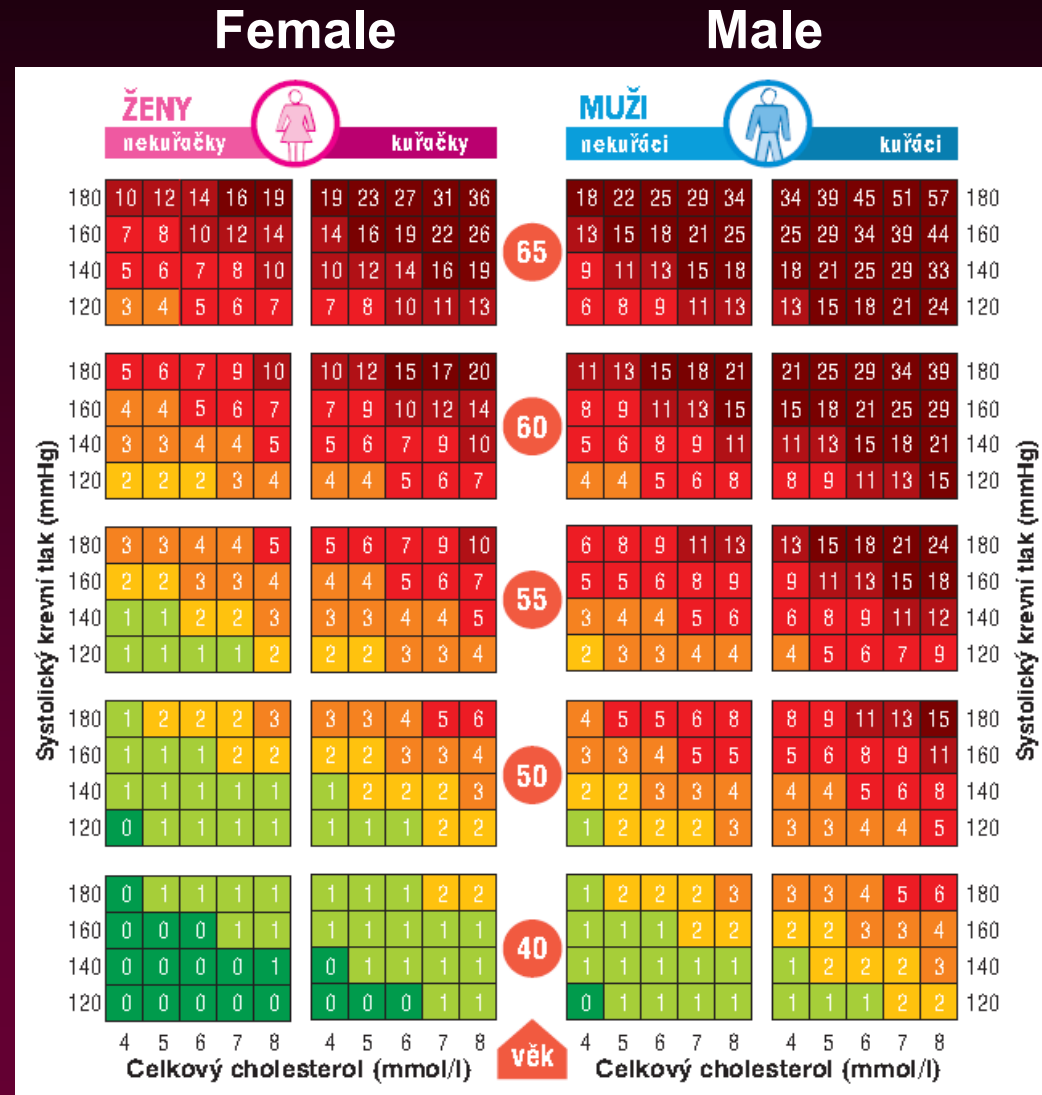 Female Male
ŽENY MUŽI
nekuřačky kuřačky nekuřáci kuřáci
180 10 12 14 16 19 19 23 27 31 36 18 22 25 29 34 34 39 45 51 57 180
160 7 8 10 12 14 14 16 19 22 26 13 15 18 21 25 25 29 34 39 44 160
65
140 5 6 7 8 10 10 12 14 16 19 9 11 13 15 18 18 21 25 29 33 140
120 3 4 5 6 7 7 8 10 11 13 6 8 9 11 13 13 15 18 21 24 120
180 5 6 7 9 10 10 12 15 17 20 11 13 15 18 21 21 25 29 34 39 180
160 4 4 5 6 7 7 9 10 12 14 8 9 11 13 15 15 18 21 25 29 160
60
140 3 3 4 4 5 5 6 7 9 10 5 6 8 9 11 11 13 15 18 21 140
120 2 2 2 3 4 4 4 5 6 7 4 4 5 6 8 8 9 11 13 15 120
180 3 3 4 4 5 5 6 7 9 10 6 8 9 11 13 13 15 18 21 24 180
160 2 2 3 3 4 4 4 5 6 7 5 5 6 8 9 9 11 13 15 18 160
55
140 1 1 2 2 3 3 3 4 4 5 3 4 4 5 6 6 8 9 11 12 140
120 1 1 1 1 2 2 2 3 3 4 2 3 3 4 4 4 5 6 7 9 120
180 1 2 2 2 3 3 3 4 5 6 4 5 5 6 8 8 9 11 13 15 180
160 1 1 1 2 2 2 2 3 3 4 3 3 4 5 5 5 6 8 9 11 160
50
140 1 1 1 1 1 1 2 2 2 3 2 2 3 3 4 4 4 5 6 8 140
120 0 1 1 1 1 1 1 1 2 2 1 2 2 2 3 3 3 4 4 5 120
180 0 1 1 1 1 1 1 1 2 2 1 2 2 2 3 3 3 4 5 6 180
160 0 0 0 1 1 1 1 1 1 1 1 1 1 2 2 2 2 3 3 4 160
40
140 0 0 0 0 1 0 1 1 1 1 1 1 1 1 1 1 2 2 2 3 140
120 0 0 0 0 0 0 0 0 1 1 0 1 1 1 1 1 1 1 2 2 120
4 5 6 7 8 4 5 6 7 8 4 5 6 7 8 4 5 6 7 8
věk
Celkový cholesterol (mmol/l) Celkový cholesterol (mmol/l)
Systolický krevní tlak (mmHg)
Systolický krevní tlak (mmHg)